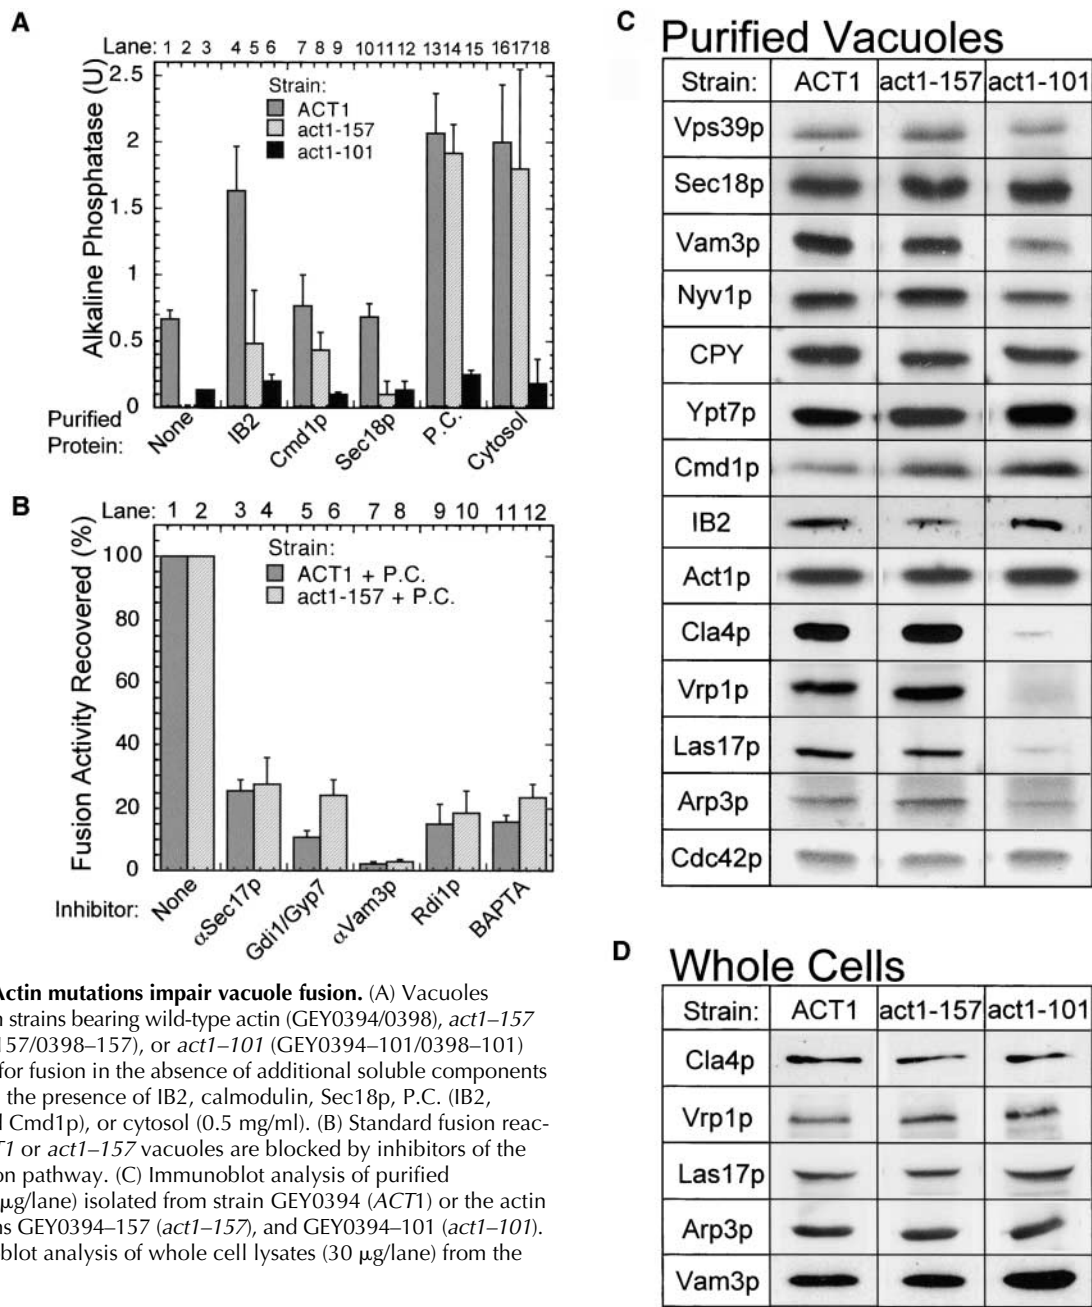 A
Lane: 1 2 3 4 5 6 7 8 9 10 11 12 13 14 15 16 17 18
2.5
2
1.5
1
0.5
0
Alkaline Phosphatase (U)
Strain:
ACT1
act1-157
act1-101
Purified
Protein:
None
IB2
Cmd1p
Sec18p
P.C.
Cytosol
B
Lane: 1 2 3 4 5 6 7 8 9 10 11 12
100
80
60
40
20
0
Fusion Activity Recovered (%)
Strain:
ACT1 + P.C.
act1-157 + P.C.
Inhibitor:
None
αSec17p
Gdi1/Gyp7
αVam3p
Rdi1p
BAPTA
Actin mutations impair vacuole fusion. (A) Vacuoles
strains bearing wild-type actin (GEY0394/0398), act1–157
157/0398–157), or act1–101 (GEY0394–101/0398–101)
for fusion in the absence of additional soluble components
the presence of IB2, calmodulin, Sec18p, P.C. (IB2,
Cmd1p), or cytosol (0.5 mg/ml). (B) Standard fusion reac-
T1 or act1–157 vacuoles are blocked by inhibitors of the
on pathway. (C) Immunoblot analysis of purified
μg/lane) isolated from strain GEY0394 (ACT1) or the actin
ns GEY0394–157 (act1–157), and GEY0394–101 (act1–101).
blot analysis of whole cell lysates (30 μg/lane) from the
C
Purified Vacuoles
Strain: ACT1 act1-157 act1-101
Vps39p
Sec18p
Vam3p
Nyv1p
CPY
Ypt7p
Cmd1p
IB2
Act1p
Cla4p
Vrp1p
Las17p
Arp3p
Cdc42p
D
Whole Cells
Strain: ACT1 act1-157 act1-101
Cla4p
Vrp1p
Las17p
Arp3p
Vam3p